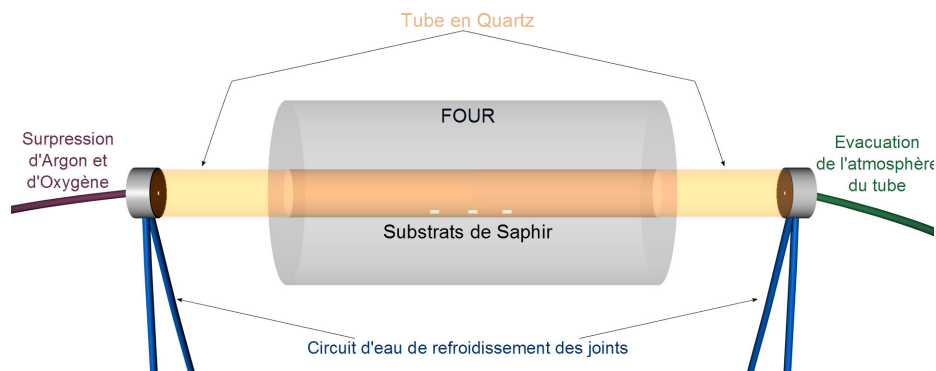 Tube en Quartz
FOUR
Surpression
d'Argon et
d'Oxygène
Evacuation
de l'atmosphère
du tube
Substrats de Saphir
Circuit d'eau de refroidissement des joints